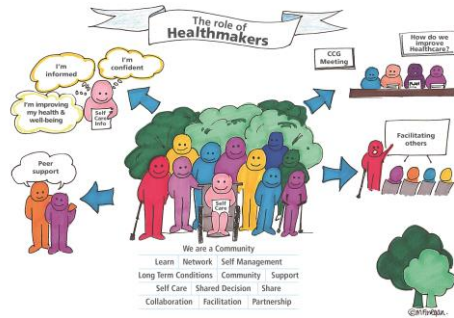 The role of
Healthmakers
I'm
informed
I'm
confident
I'm improving
my health &
well-being
Self
Care
Info
CCG
Meeting
How do we
improve
Healthcare?
Peer
support
Facilitating
others
Self
Care
We are a Community
Learn Network Self Management
Long Term Conditions Community Support
Self Care Shared Decision Share
Collaboration Facilitation Partnership